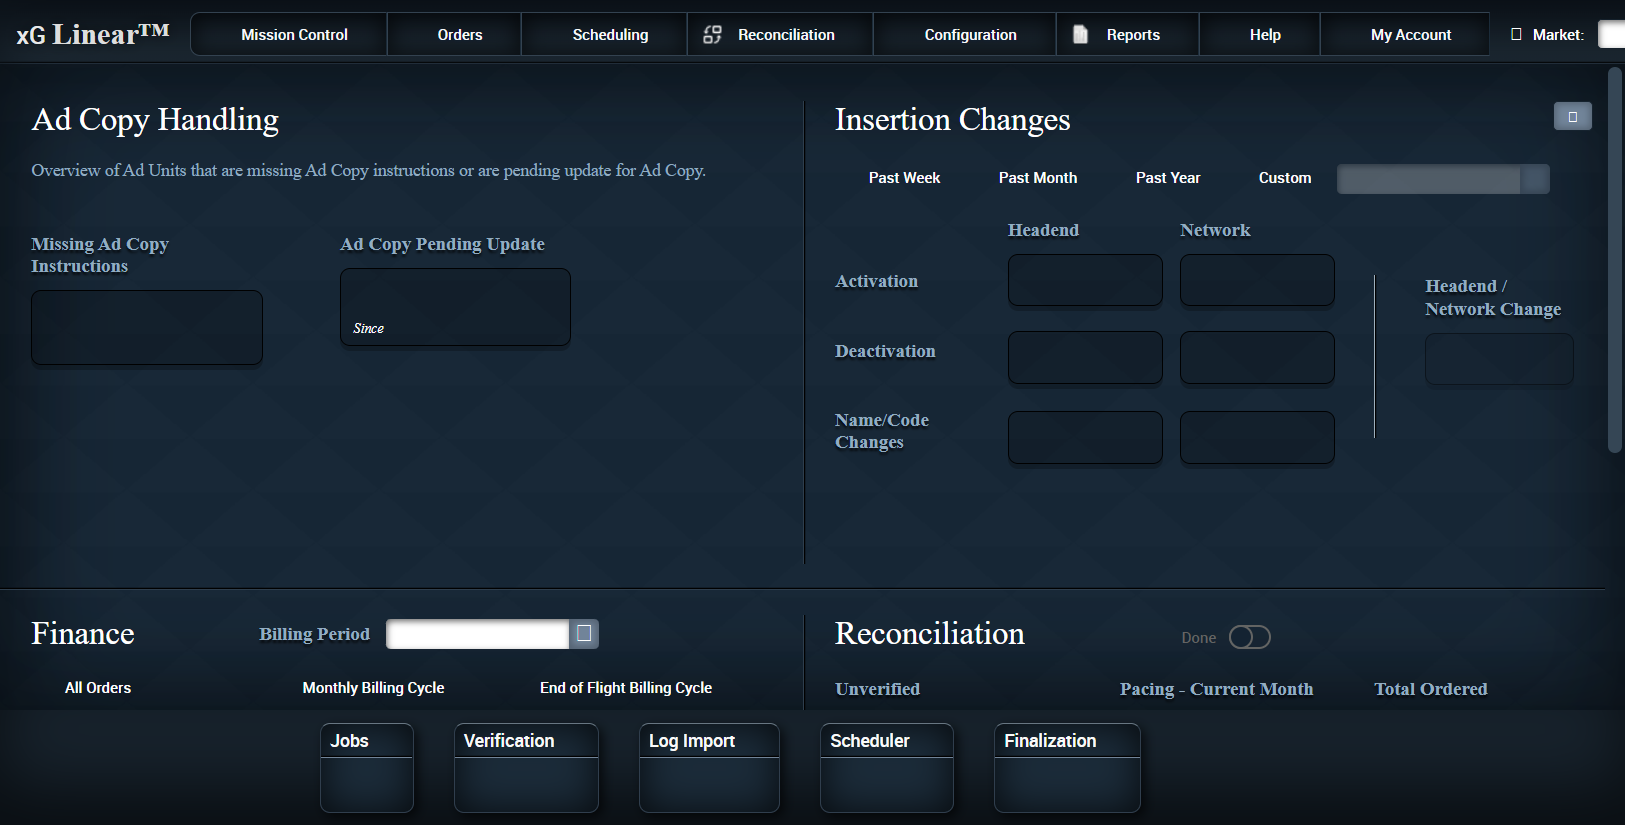 xG Linear™
Mission Control
Orders
Scheduling
Reconciliation
Configuration
Reports
Help
My Account
Market:
Ad Copy Handling
Overview of Ad Units that are missing Ad Copy instructions or are pending update for Ad Copy.
Missing Ad Copy
Instructions
Ad Copy Pending Update
Since
Insertion Changes
Past Week
Past Month
Past Year
Custom
Headend
Network
Activation
Deactivation
Name/Code
Changes
Headend /
Network Change
Finance
Billing Period
All Orders
Monthly Billing Cycle
End of Flight Billing Cycle
Reconciliation
Done
Unverified
Pacing - Current Month
Total Ordered
Jobs
Verification
Log Import
Scheduler
Finalization